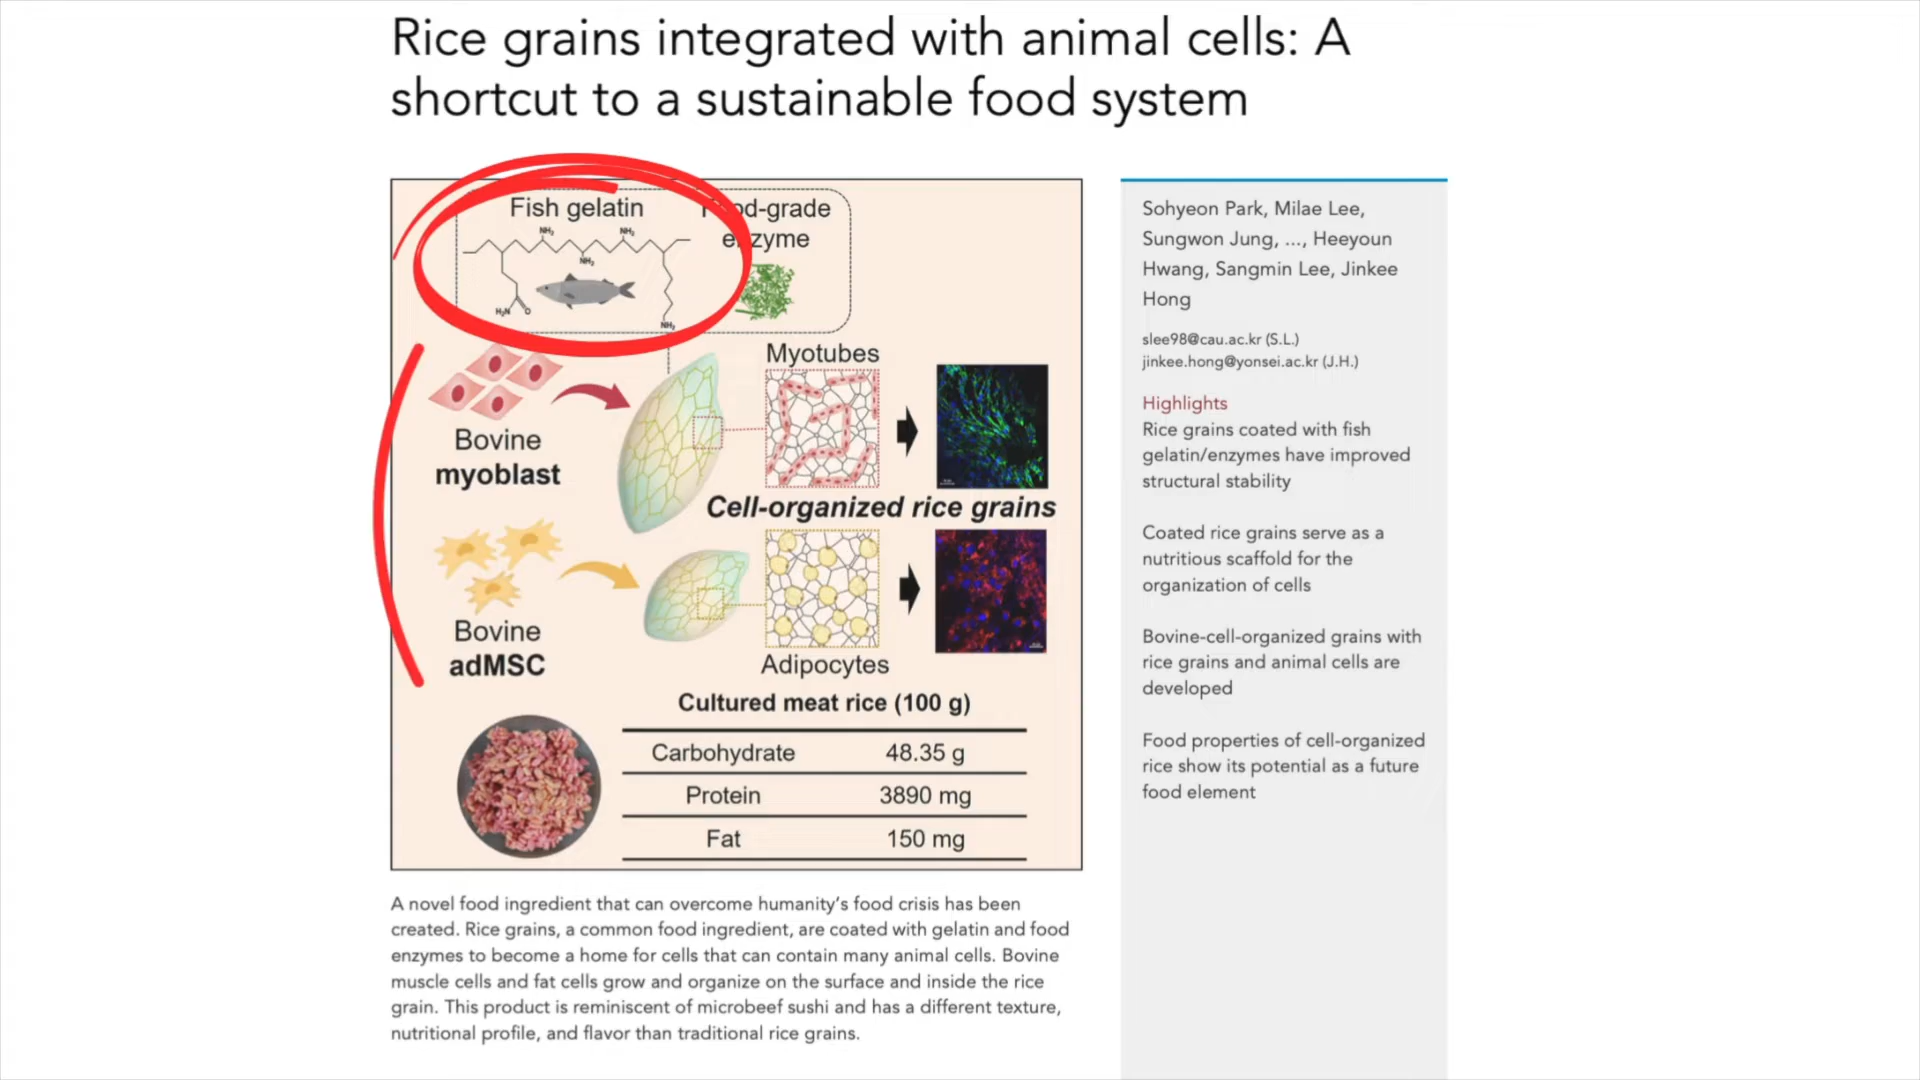 Rice grains integrated with animal cells: A
shortcut to a sustainable food system
Fish gelatin
enzyme
NH₂
NH₂
NH₂
H₂N
O
NH₂
Myotubes
Bovine
myoblast
Cell-organized rice grains
Bovine
adMSC
Adipocytes
Cultured meat rice (100 g)
Carbohydrate 48.35 g
Protein 3890 mg
Fat 150 mg
A novel food ingredient that can overcome humanity's food crisis has been
created. Rice grains, a common food ingredient, are coated with gelatin and food
enzymes to become a home for cells that can contain many animal cells. Bovine
muscle cells and fat cells grow and organize on the surface and inside the rice
grain. This product is reminiscent of microbeef sushi and has a different texture,
nutritional profile, and flavor than traditional rice grains.
Sohyeon Park, Milae Lee,
Sungwon Jung, ..., Heeyoun
Hwang, Sangmin Lee, Jinkee
Hong
slee98@cau.ac.kr (S.L.)
jinkee.hong@yonsei.ac.kr (J.H.)
Highlights
Rice grains coated with fish
gelatin/enzymes have improved
structural stability
Coated rice grains serve as a
nutritious scaffold for the
organization of cells
Bovine-cell-organized grains with
rice grains and animal cells are
developed
Food properties of cell-organized
rice show its potential as a future
food element